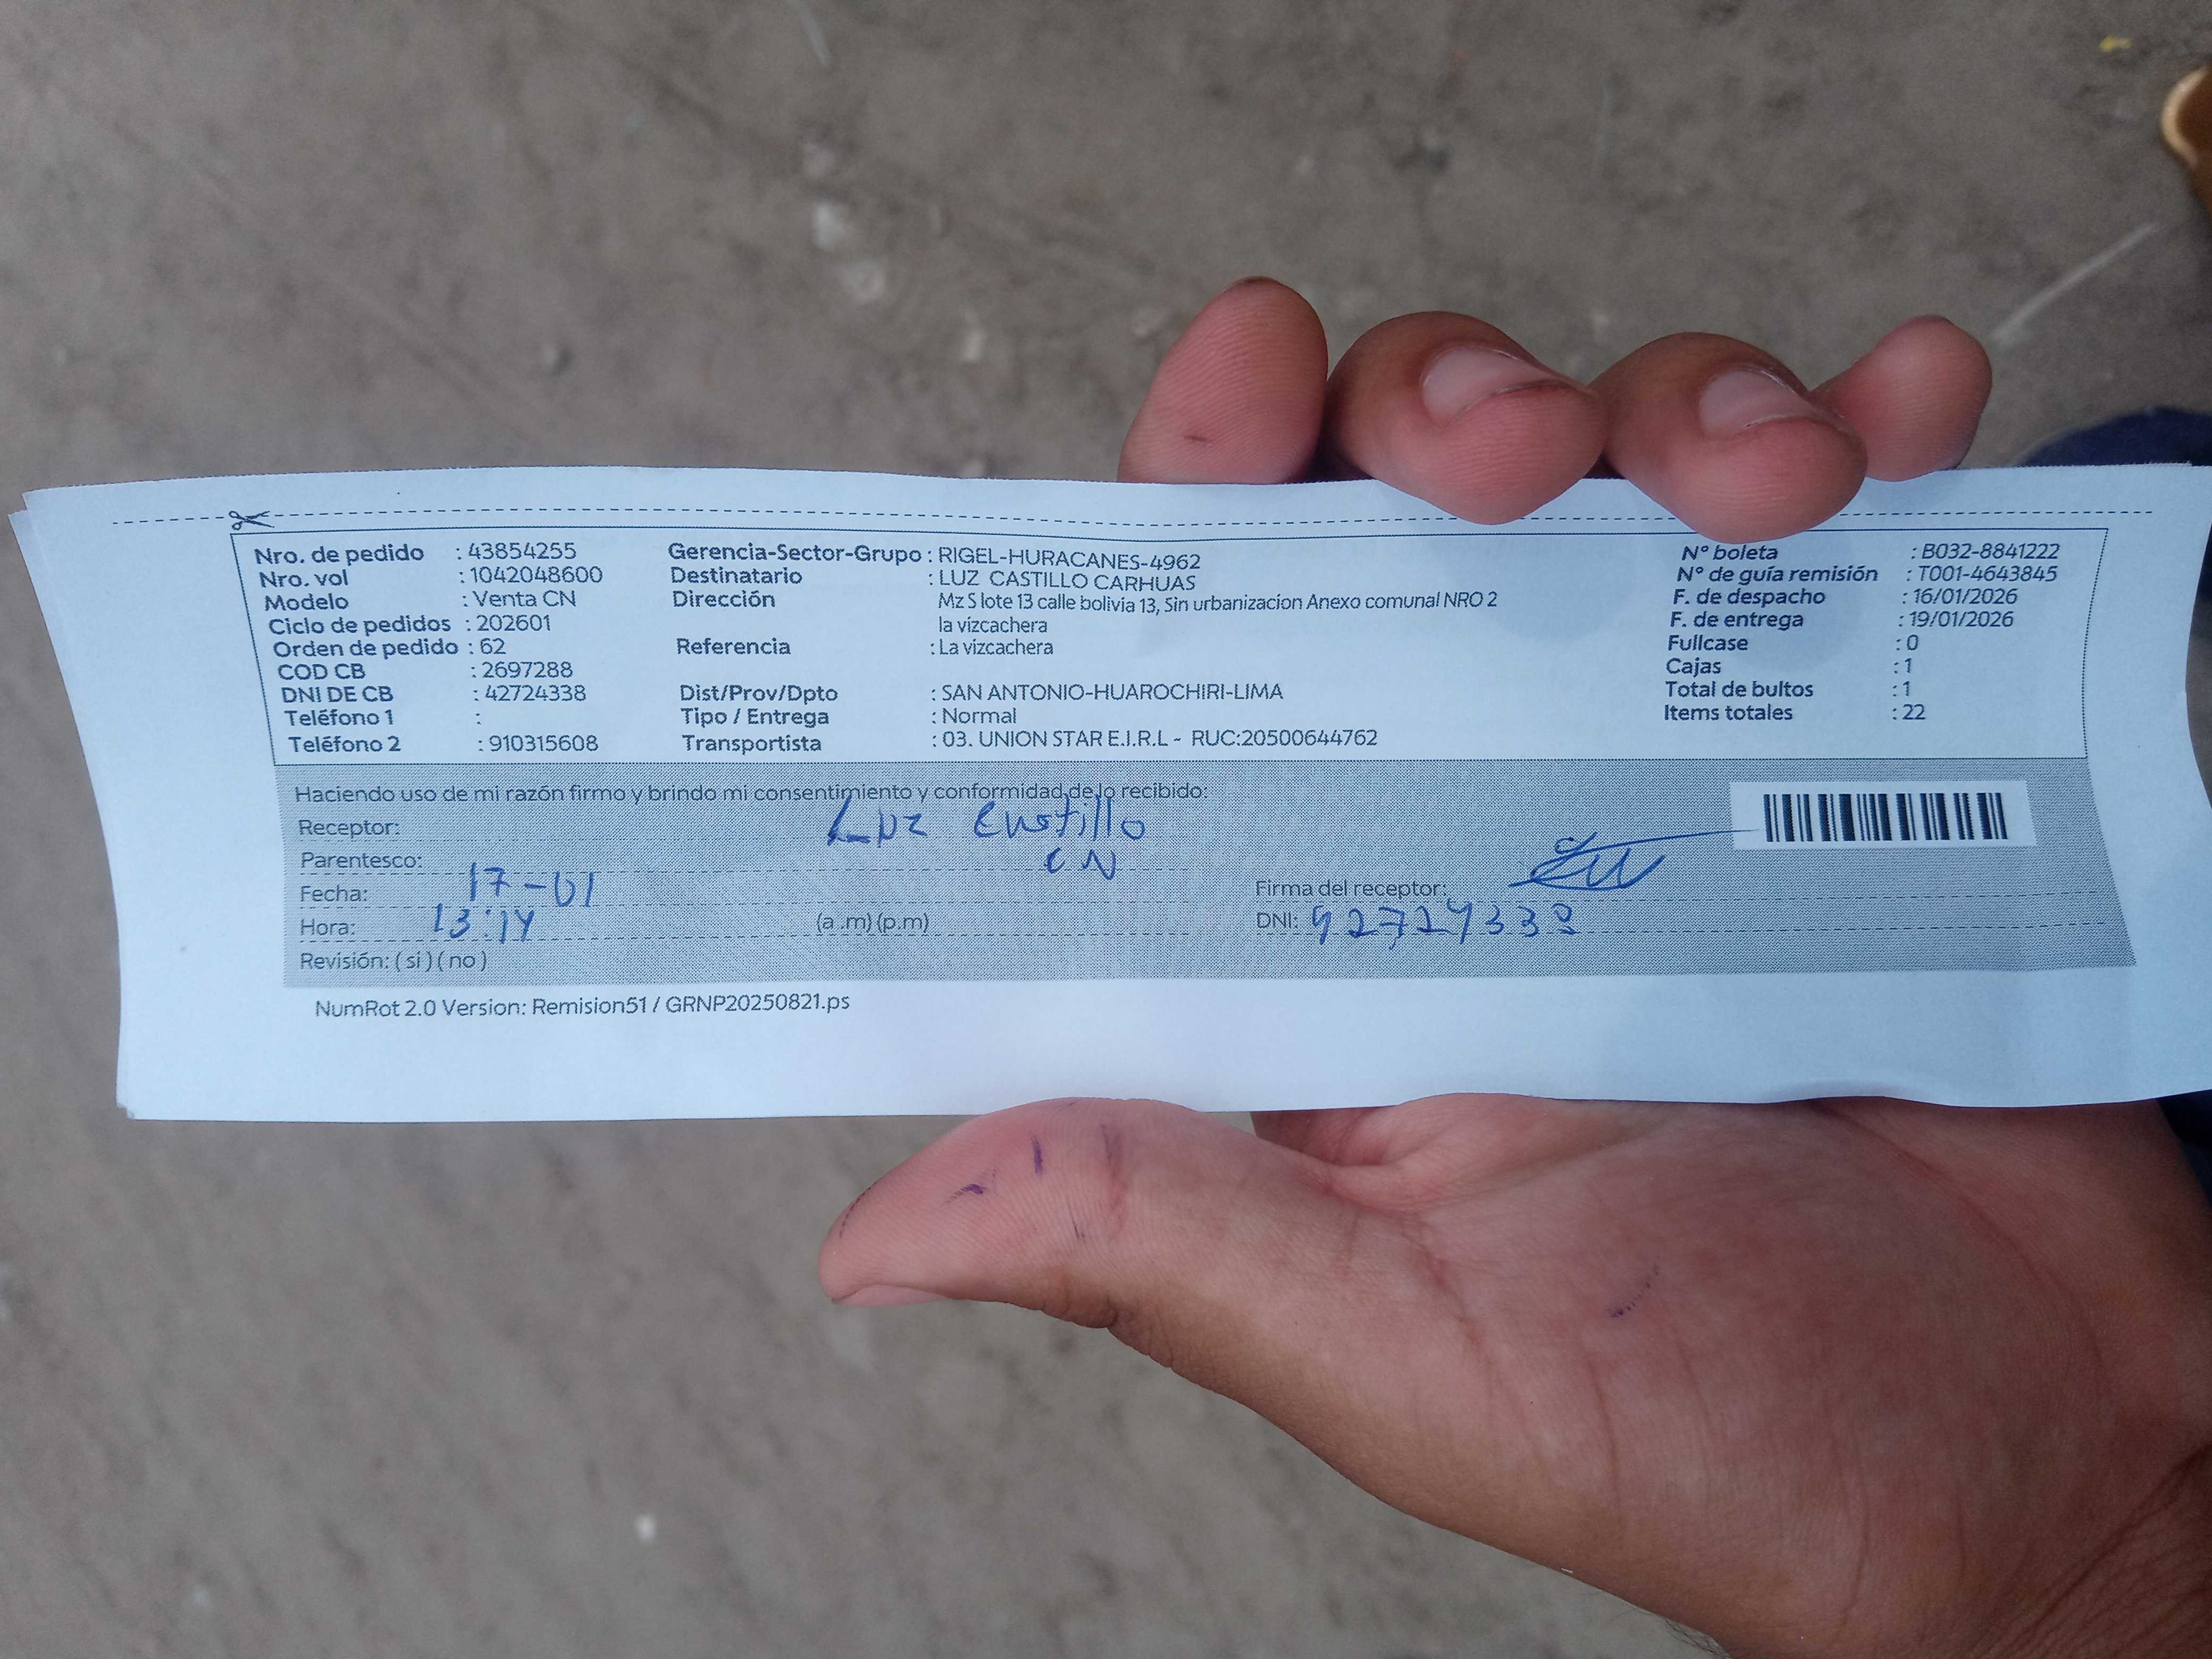 Nro. de pedido : 43854255
Nro. vol : 1042048600
Modelo : Venta CN
Ciclo de pedidos : 202601
Orden de pedido : 62
COD CB : 2697288
DNI DE CB : 42724338
Teléfono 1 :
Teléfono 2 : 910315608
Gerencia-Sector-Grupo : RIGEL-HURACANES-4962
Destinatario : LUZ CASTILLO CARHUAS
Dirección Mz S lote 13 calle bolivia 13, Sin urbanizacion Anexo comunal NRO 2
la vizcachera
Referencia : La vizcachera
Dist/Prov/Dpto : SAN ANTONIO-HUAROCHIRI-LIMA
Tipo / Entrega : Normal
Transportista : 03. UNION STAR E.I.R.L - RUC:20500644762
N° boleta : B032-8841222
N° de guía remisión : T001-4643845
F. de despacho : 16/01/2026
F. de entrega : 19/01/2026
Fullcase : 0
Cajas : 1
Total de bultos : 1
Items totales : 22
Haciendo uso de mi razón firmo y brindo mi consentimiento y conformidad de lo recibido:
Receptor: Luz Castillo
Parentesco: CN
Fecha: 17-01
Hora: 13:14 (a .m) (p.m)
Revisión: ( si ) ( no )
Firma del receptor:
DNI: 42724338
NumRot 2.0 Version: Remision51 / GRNP20250821.ps